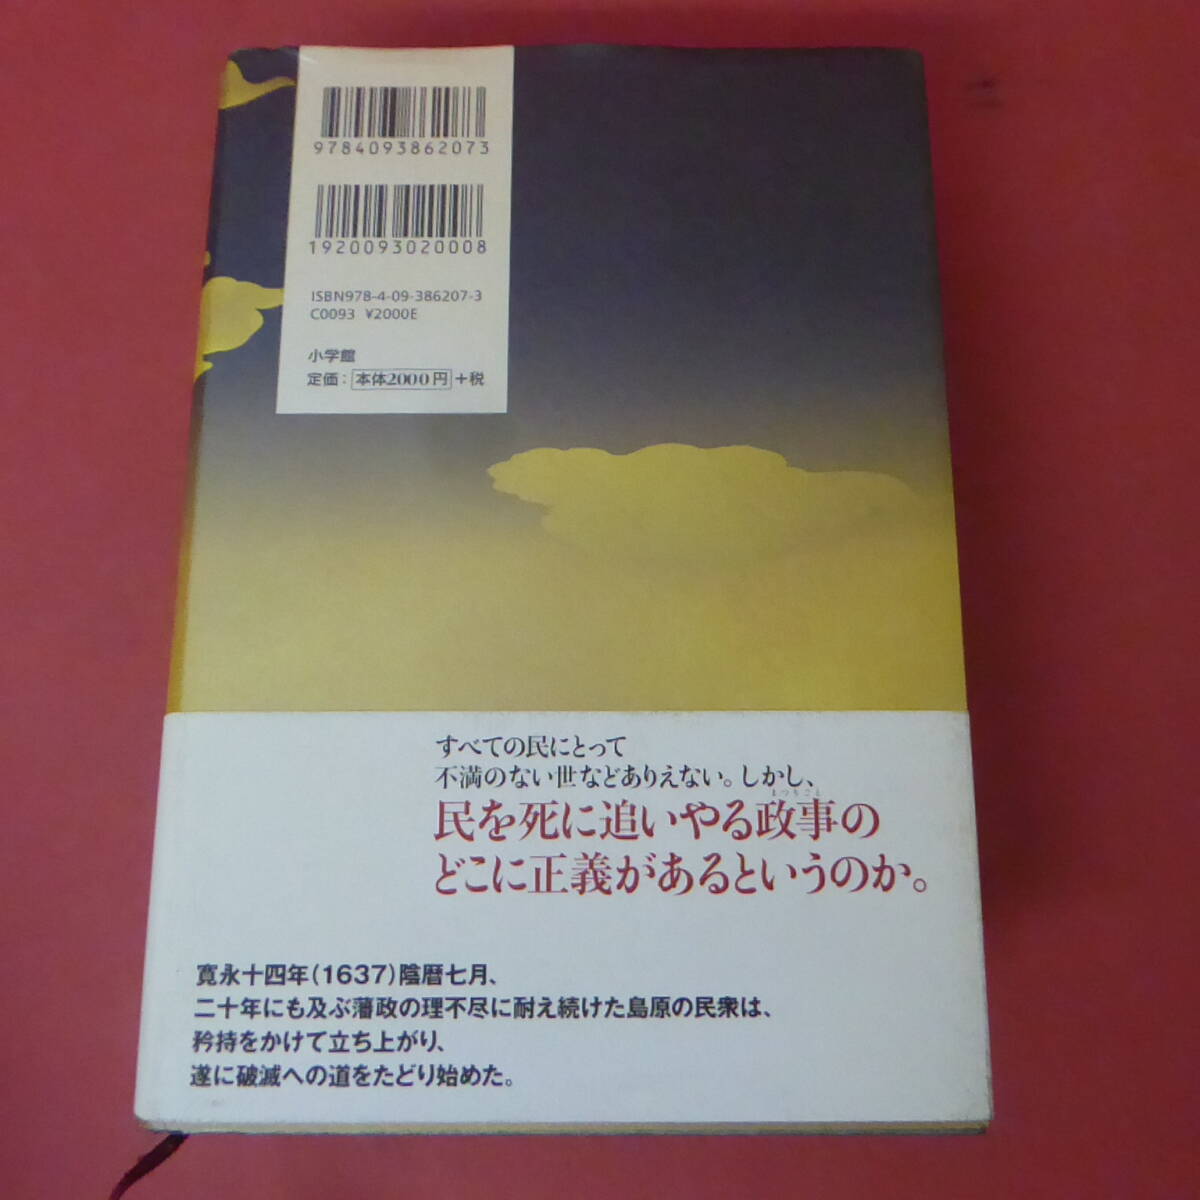 9784093862073
1920093020008
ISBN978-4-09-386207-3
C0093 ¥2000E
小学館
定価：本体2000円＋税
すべての民にとって
不満のない世などありえない。しかし、
まつりごと
民を死に追いやる政事の
どこに正義があるというのか。
寛永十四年（1637）陰暦七月、
二十年にも及ぶ藩政の理不尽に耐え続けた島原の民衆は、
矜持をかけて立ち上がり、
遂に破滅への道をたどり始めた。